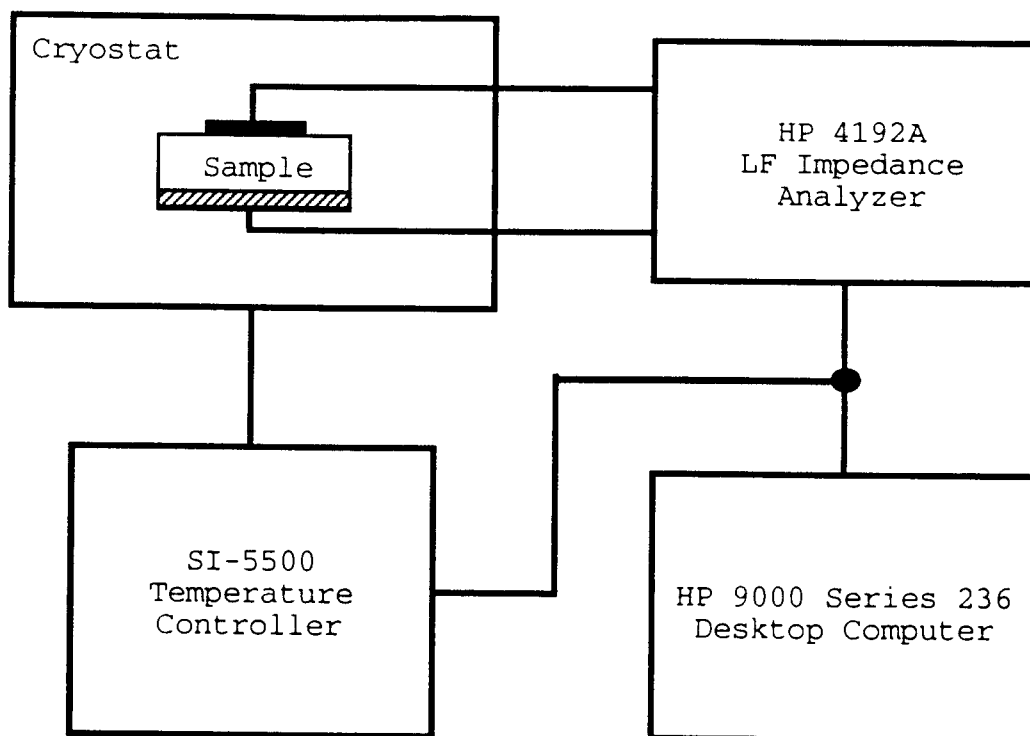 Cryostat
Sample
HP 4192A
LF Impedance
Analyzer
SI-5500
Temperature
Controller
HP 9000 Series 236
Desktop Computer